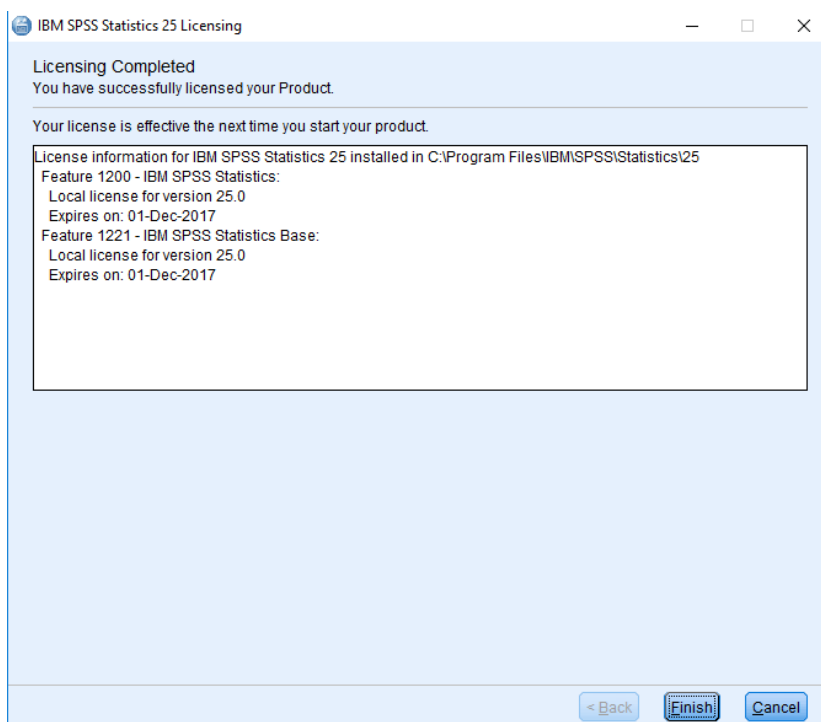 IBM SPSS Statistics 25 Licensing
Licensing Completed
You have successfully licensed your Product.
Your license is effective the next time you start your product.
License information for IBM SPSS Statistics 25 installed in C:\Program Files\IBM\SPSS\Statistics\25
Feature 1200 - IBM SPSS Statistics:
Local license for version 25.0
Expires on: 01-Dec-2017
Feature 1221 - IBM SPSS Statistics Base:
Local license for version 25.0
Expires on: 01-Dec-2017
< Back Finish Cancel